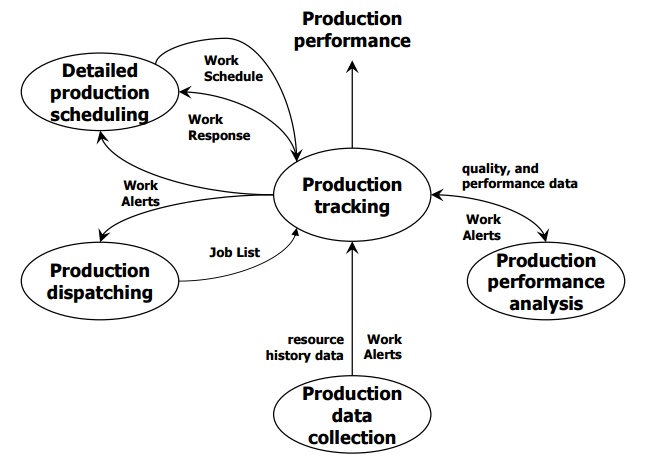 Production
performance
Work
Schedule
Detailed
production
scheduling
Work
Response
quality, and
performance data
Work
Alerts
Production
tracking
Work
Alerts
Job List
Production
dispatching
Production
performance
analysis
resource
history data
Work
Alerts
Production
data
collection